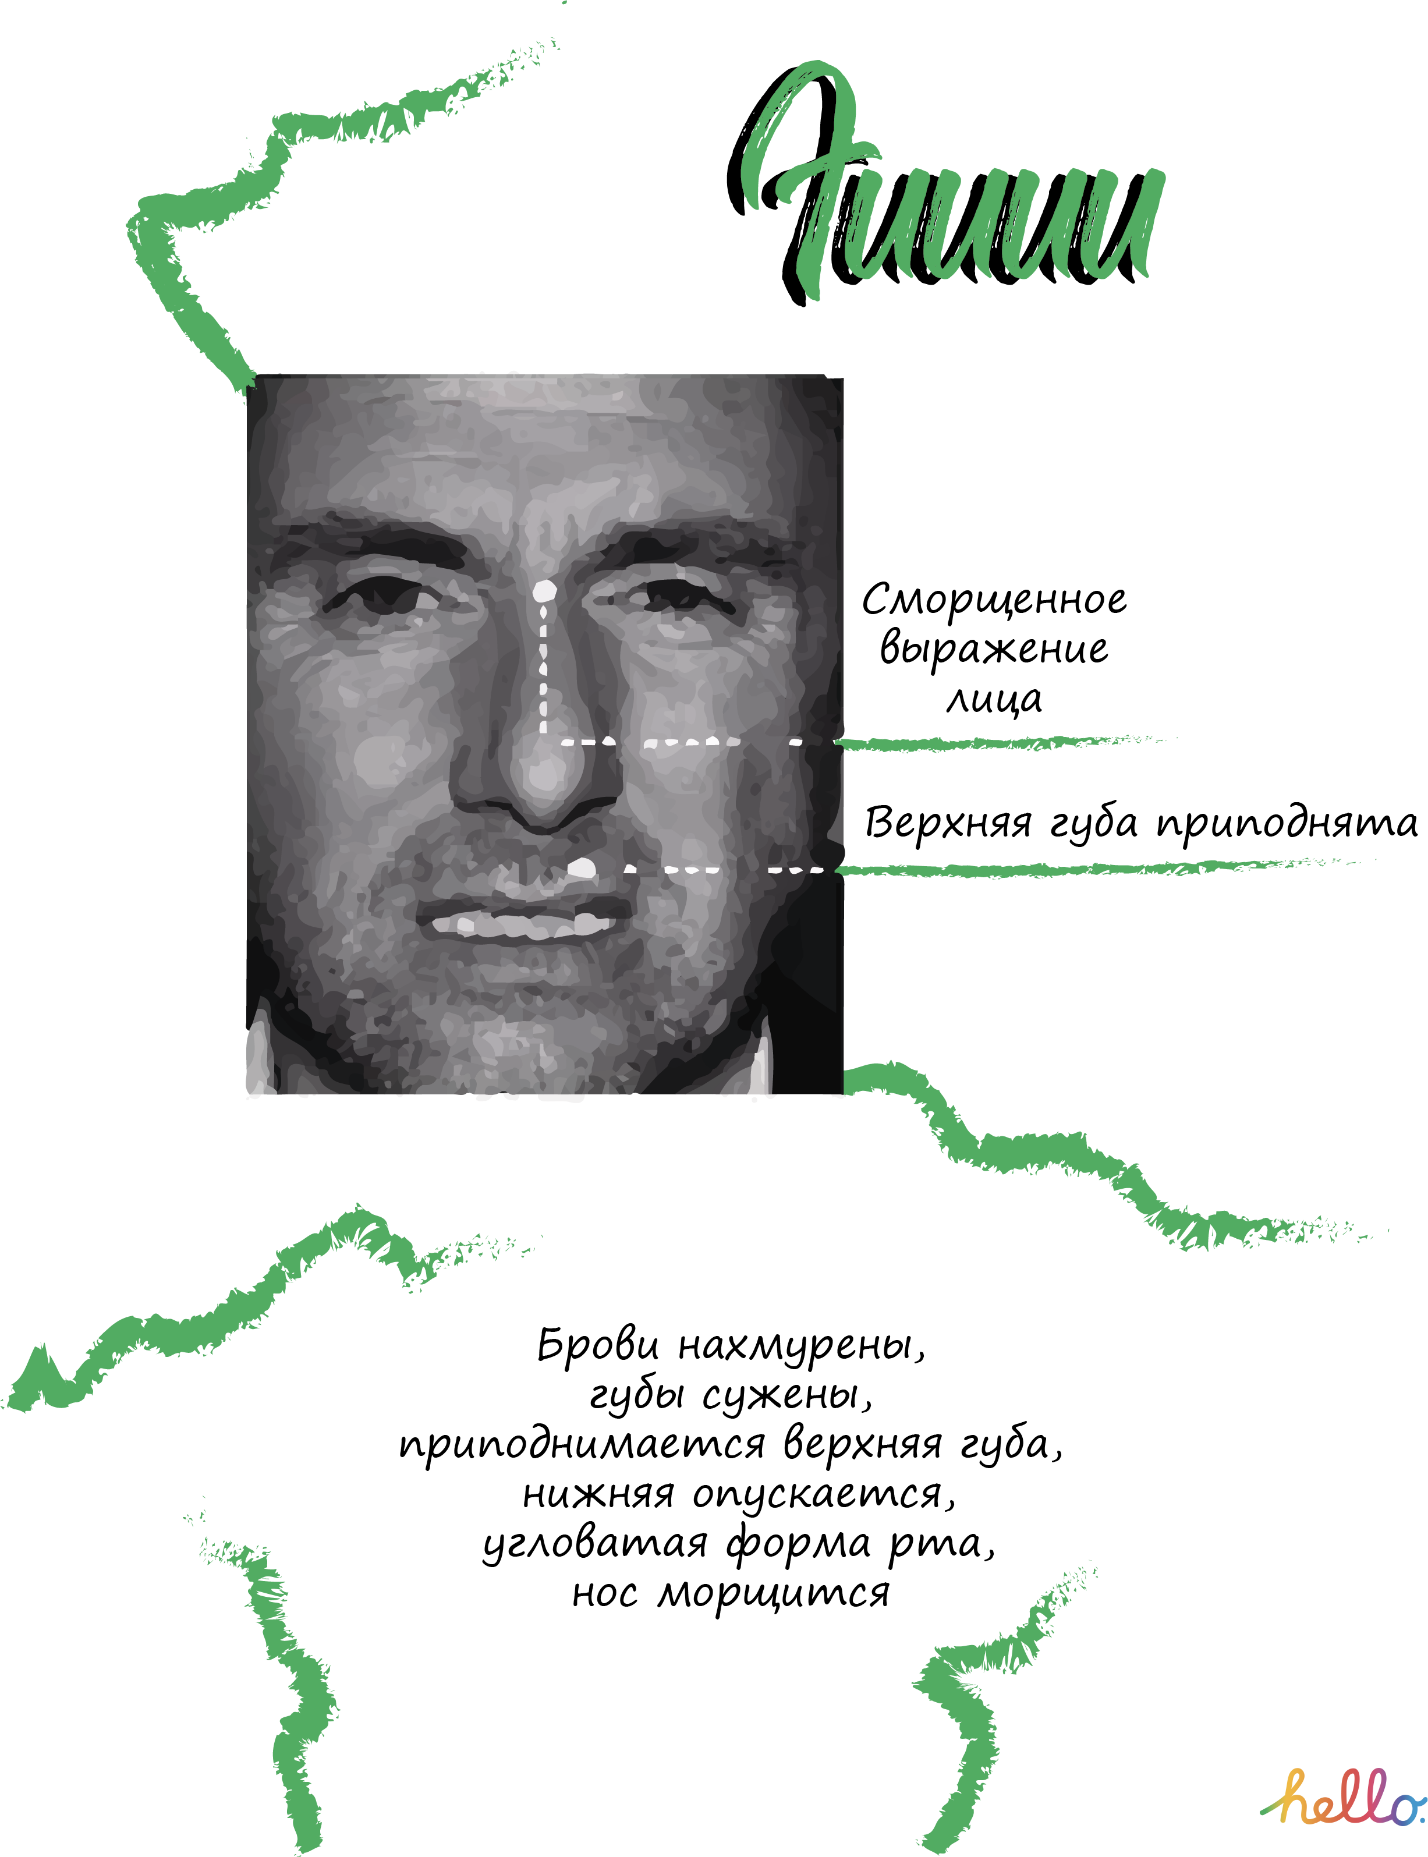 Сморщенное
выражение
лица
Верхняя губа приподнята
Брови нахмурены,
губы сужены,
приподнимается верхняя губа,
нижняя опускается,
угловатая форма рта,
нос морщится
hello.